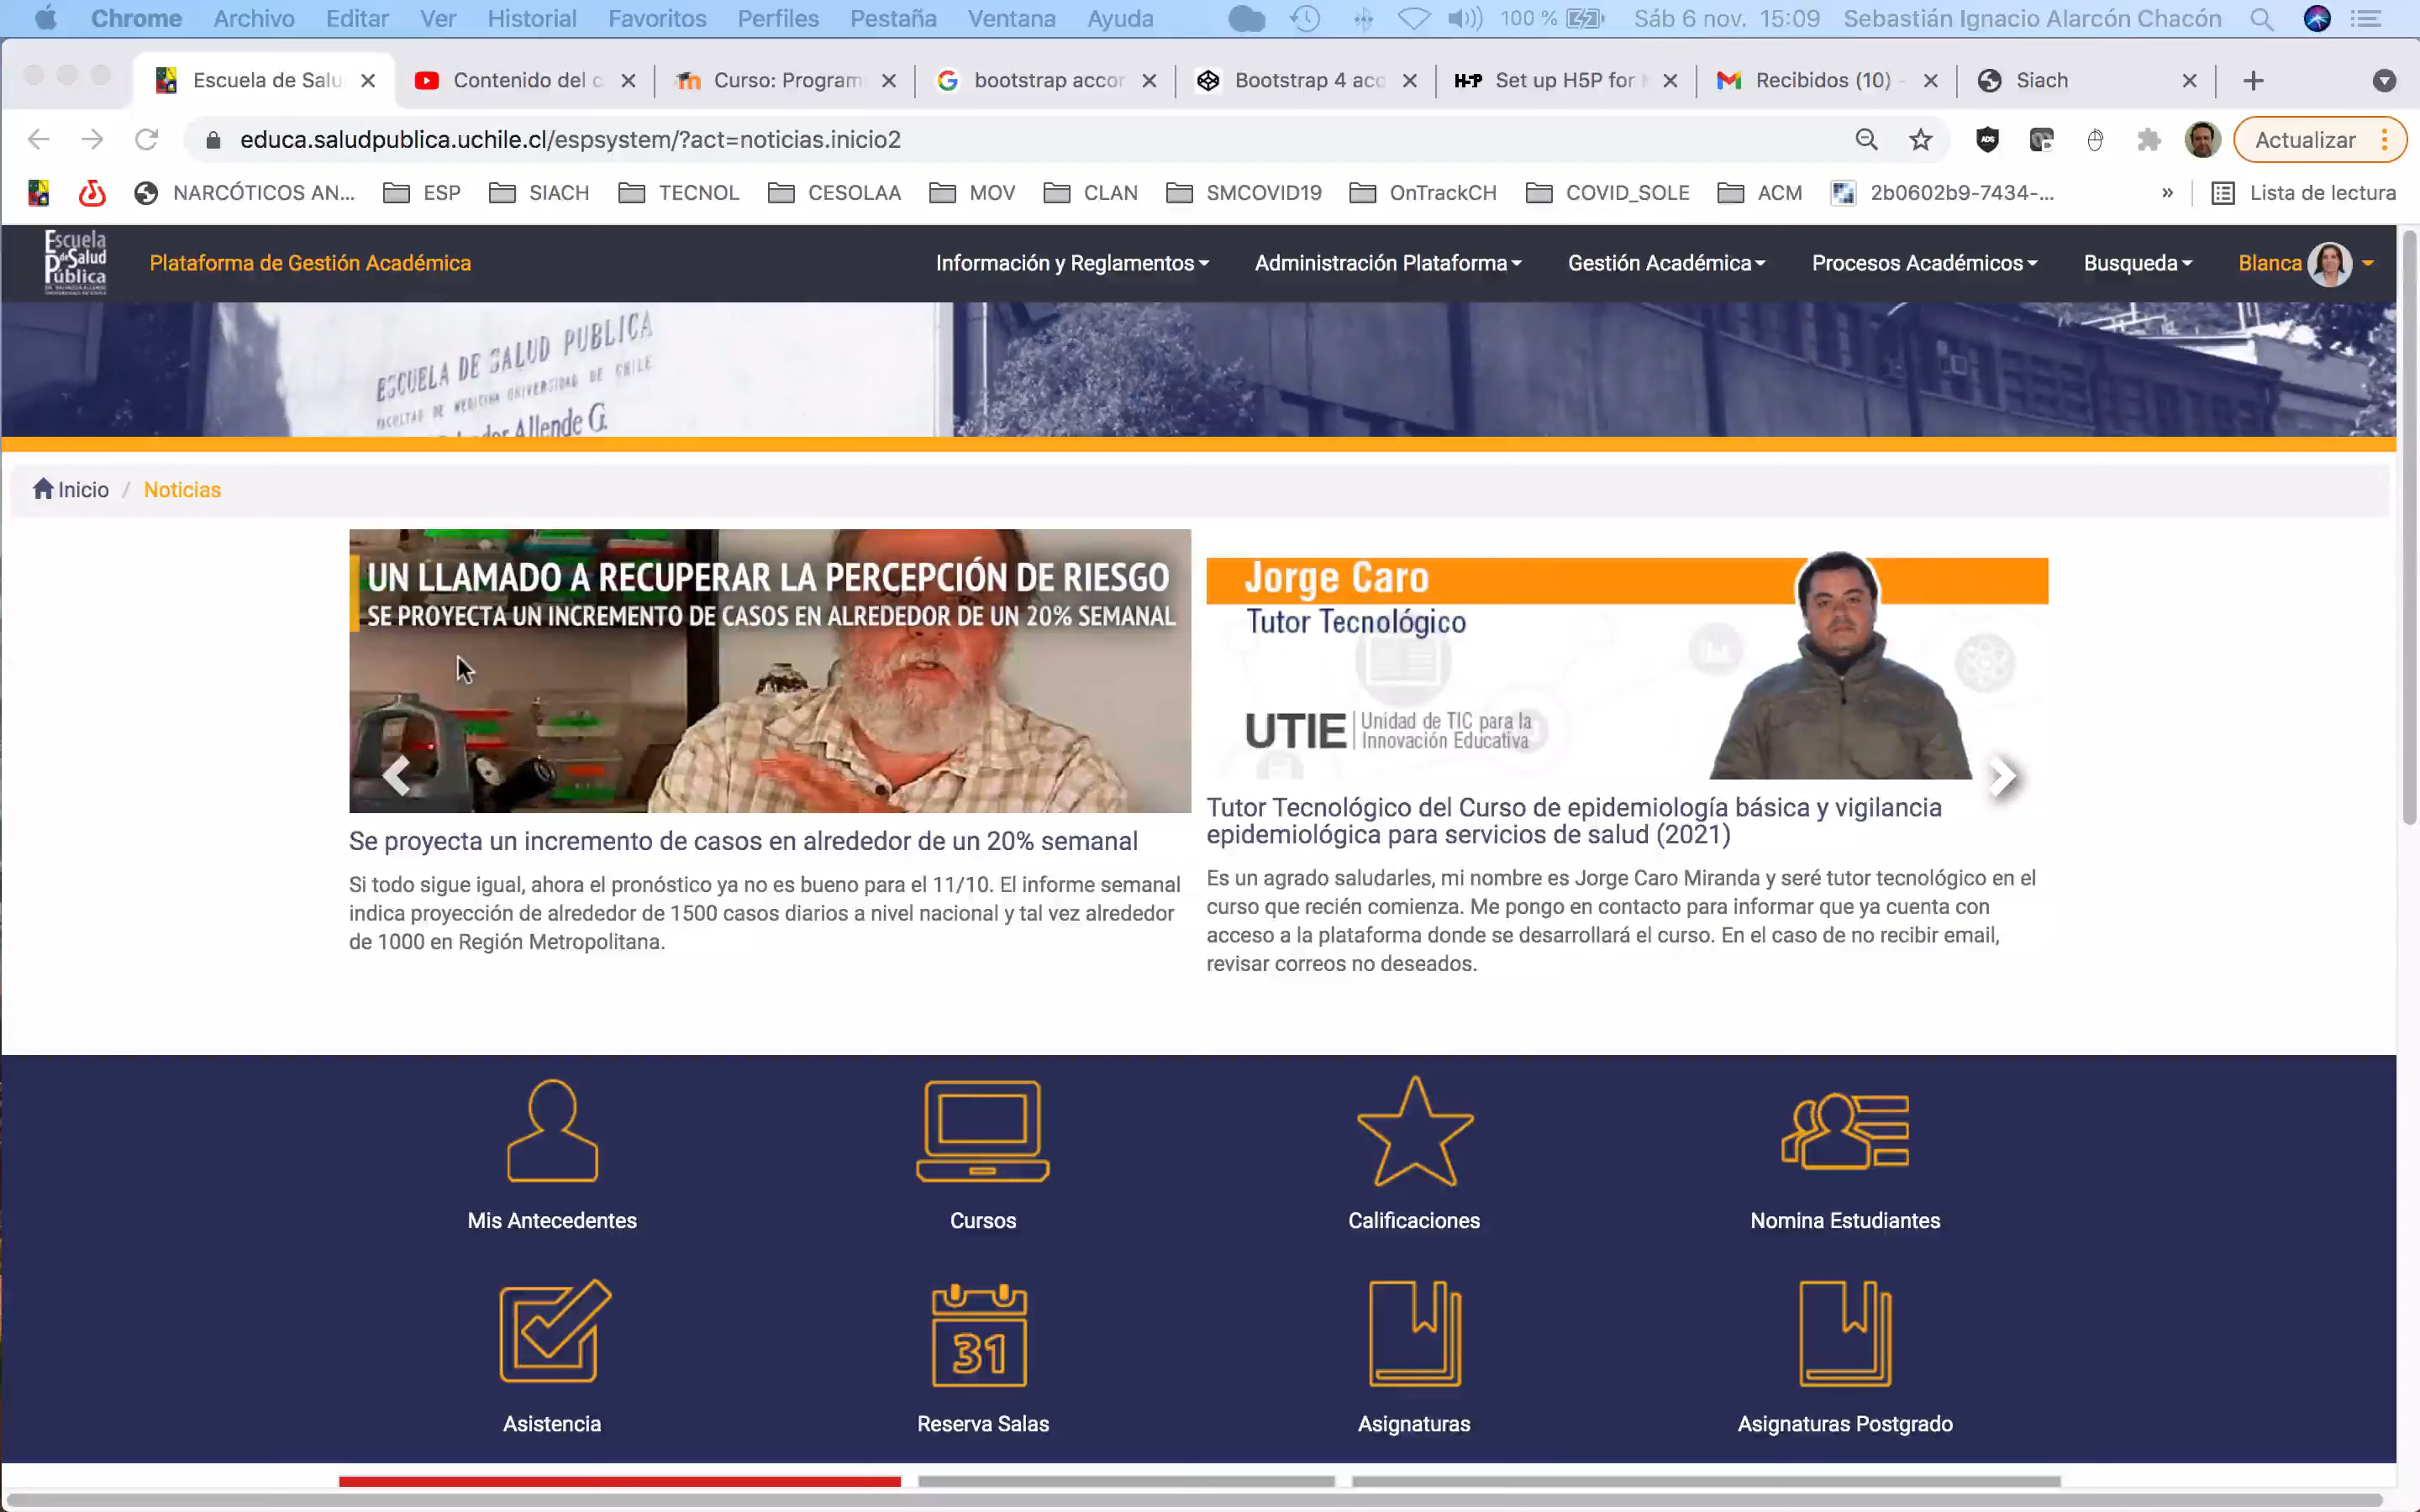 Chrome Archivo Editar Ver Historial Favoritos Perfiles Pestaña Ventana Ayuda 100 % Sáb 6 nov. 15:09 Sebastián Ignacio Alarcón Chacón
Escuela de Salu Contenido del c Curso: Program bootstrap accor Bootstrap 4 acc H-P Set up H5P for Recibidos (10) - Siach
educa.saludpublica.uchile.cl/espsystem/?act=noticias.inicio2 ADS Actualizar
NARCÓTICOS AN... ESP SIACH TECNOL CESOLAA MOV CLAN SMCOVID19 OnTrackCH COVID_SOLE ACM 2b0602b9-7434-... » Lista de lectura
Escuela
de Salud
Pública
Plataforma de Gestión Académica Información y Reglamentos Administración Plataforma Gestión Académica Procesos Académicos Busqueda Blanca
ESCUELA DE SALUD PUBLICA
FACULTAD DE MEDICINA UNIVERSIDAD DE CHILE
Allende G.
Inicio / Noticias
UN LLAMADO A RECUPERAR LA PERCEPCIÓN DE RIESGO
SE PROYECTA UN INCREMENTO DE CASOS EN ALREDEDOR DE UN 20% SEMANAL
Se proyecta un incremento de casos en alrededor de un 20% semanal
Si todo sigue igual, ahora el pronóstico ya no es bueno para el 11/10. El informe semanal
indica proyección de alrededor de 1500 casos diarios a nivel nacional y tal vez alrededor
de 1000 en Región Metropolitana.
Jorge Caro
Tutor Tecnológico
UTIE Unidad de TIC para la
Innovación Educativa
Tutor Tecnológico del Curso de epidemiología básica y vigilancia
epidemiológica para servicios de salud (2021)
Es un agrado saludarles, mi nombre es Jorge Caro Miranda y seré tutor tecnológico en el
curso que recién comienza. Me pongo en contacto para informar que ya cuenta con
acceso a la plataforma donde se desarrollará el curso. En el caso de no recibir email,
revisar correos no deseados.
Mis Antecedentes Cursos Calificaciones Nomina Estudiantes
31
Asistencia Reserva Salas Asignaturas Asignaturas Postgrado